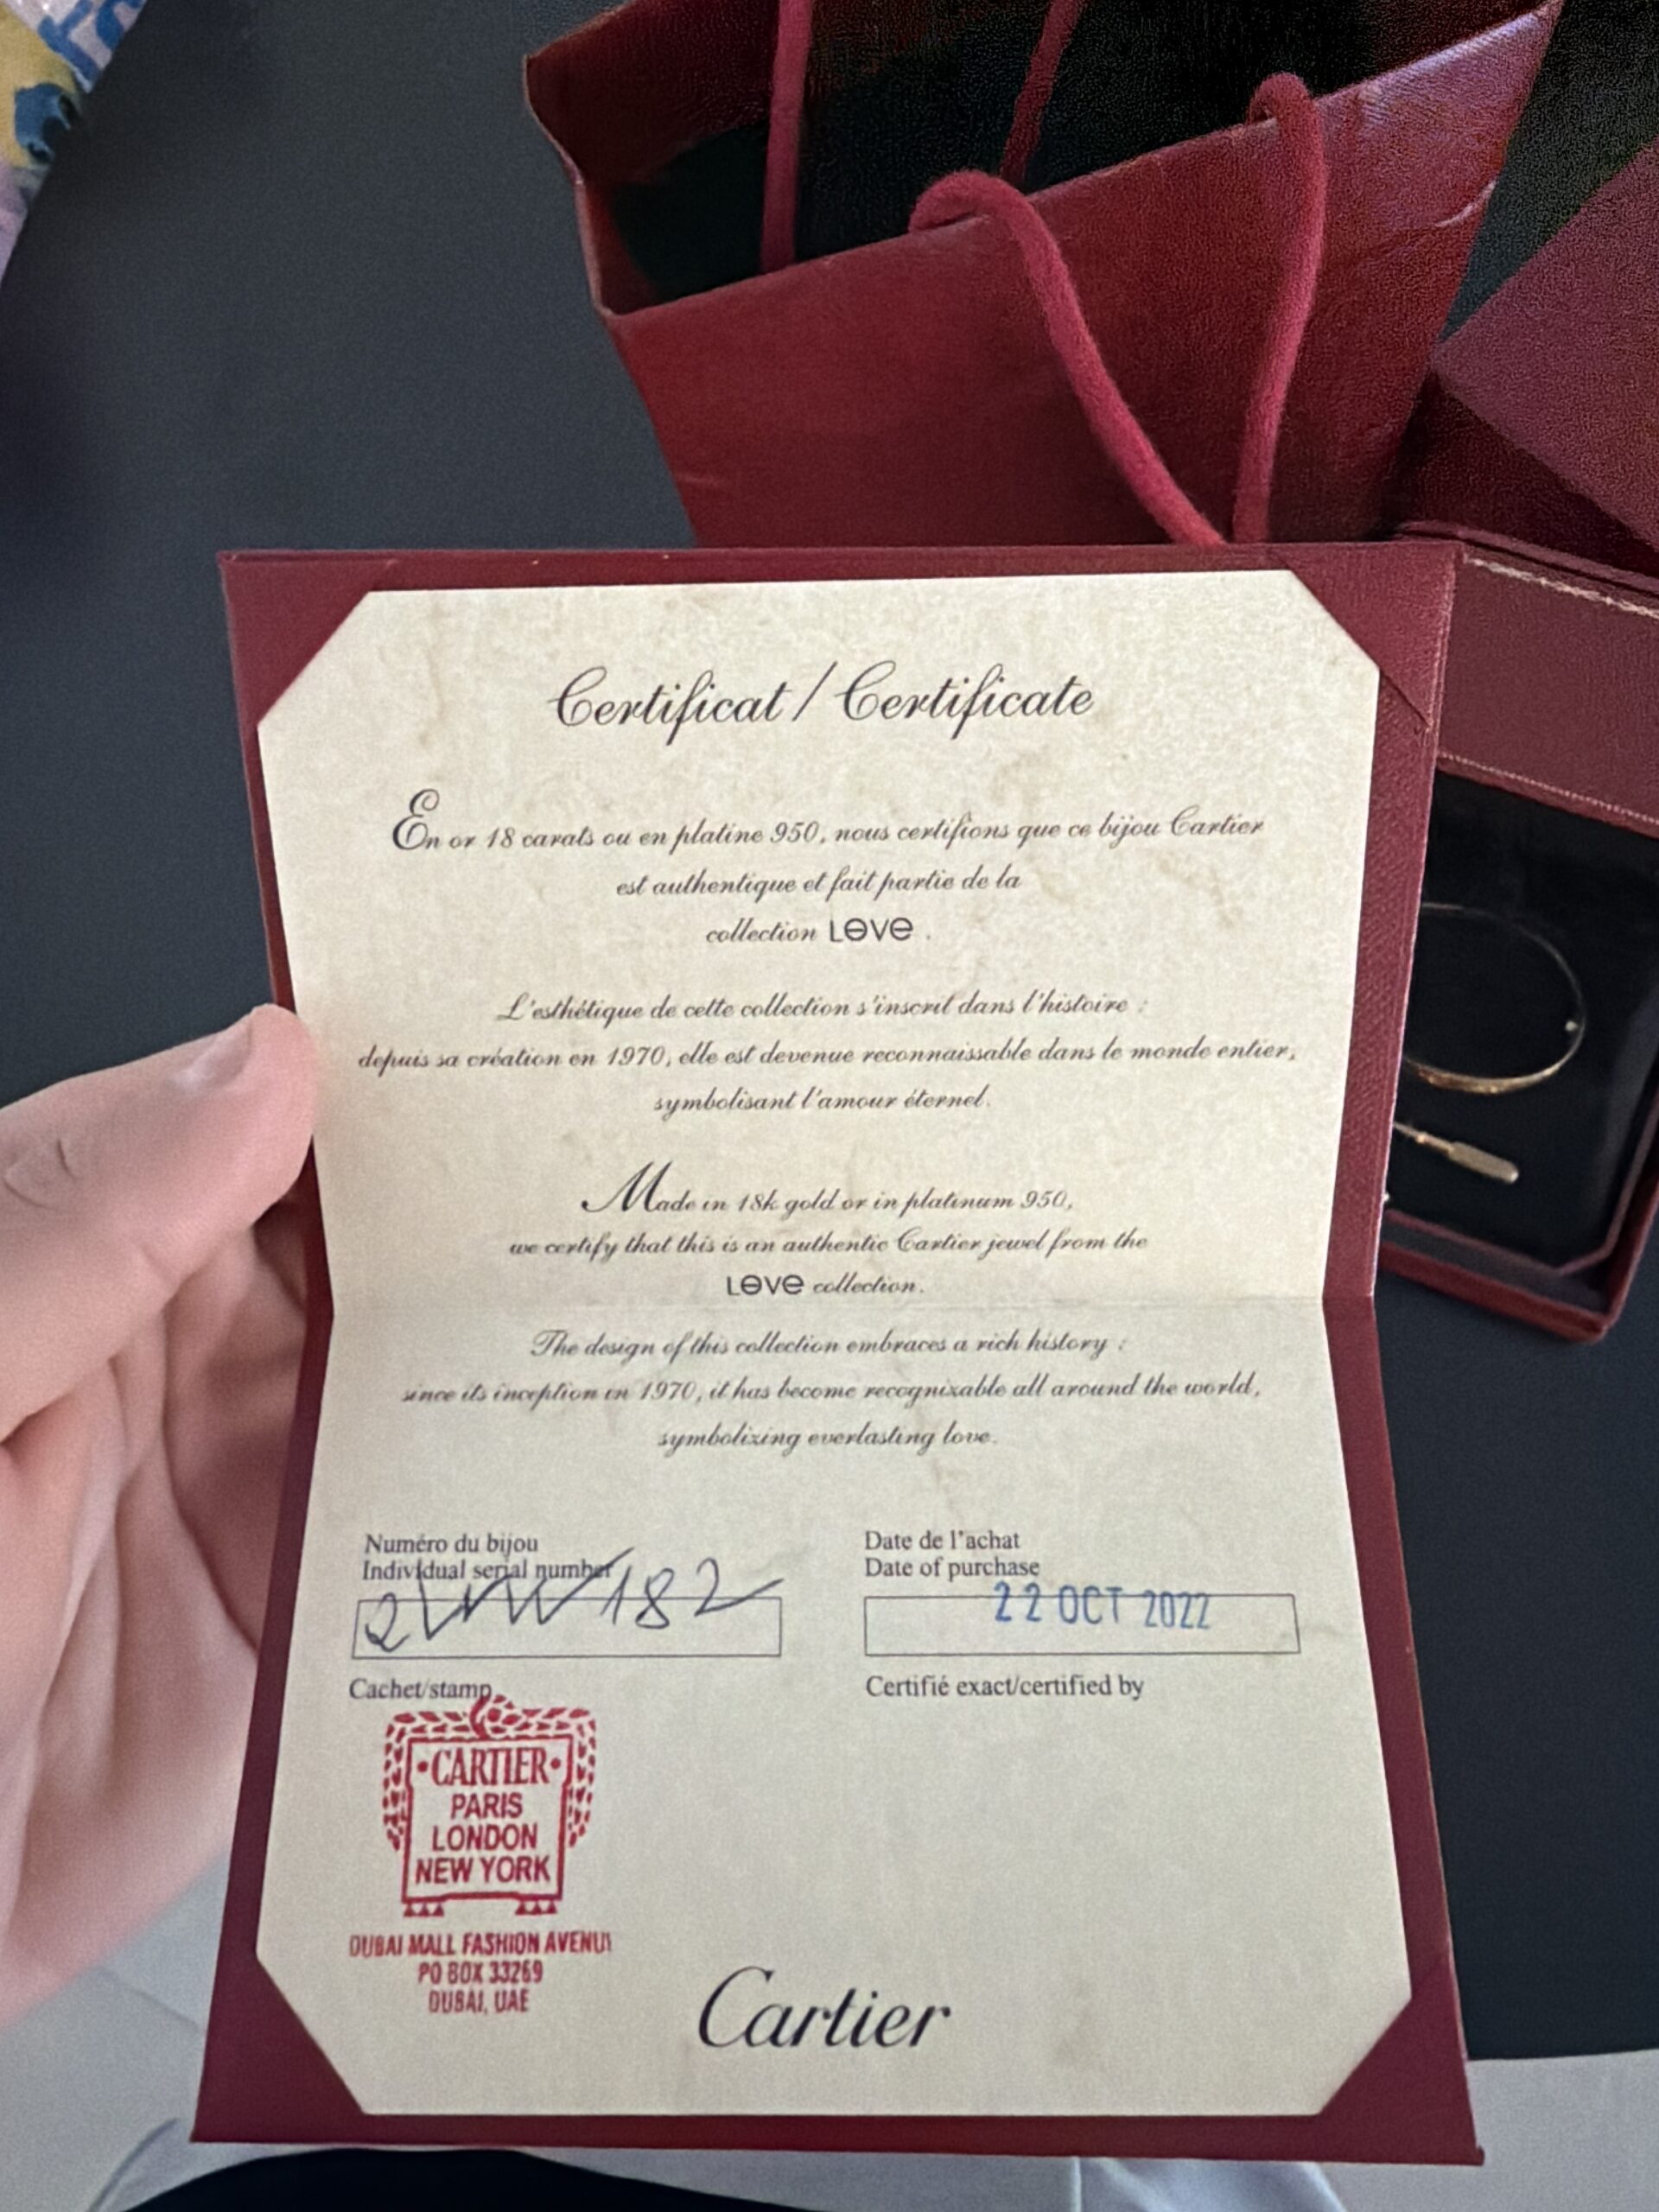 Certificat / Certificate
En or 18 carats ou en platine 950, nous certifions que ce bijou Cartier
est authentique et fait partie de la
collection LOVE .
L'esthétique de cette collection s'inscrit dans l'histoire :
depuis sa création en 1970, elle est devenue reconnaissable dans le monde entier,
symbolisant l'amour éternel.
Made in 18k gold or in platinum 950,
we certify that this is an authentic Cartier jewel from the
LOVE collection.
The design of this collection embraces a rich history :
since its inception in 1970, it has become recognizable all around the world,
symbolizing everlasting love.
Numéro du bijou
Individual serial number
Date de l'achat
Date of purchase
22 OCT 2022
Cachet/stamp
Certifié exact/certified by
•CARTIER•
PARIS
LONDON
NEW YORK
DUBAI MALL FASHION AVENU
PO BOX 33269
DUBAI, UAE
Cartier